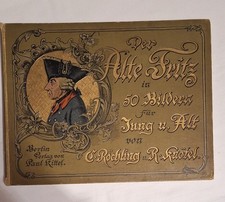 Der
Alte Fritz
in
50 Bildern
für
Jung u. Alt
von
C. Röchling u. R. Knötel.
Berlin
Verlag von
Paul Kittel.